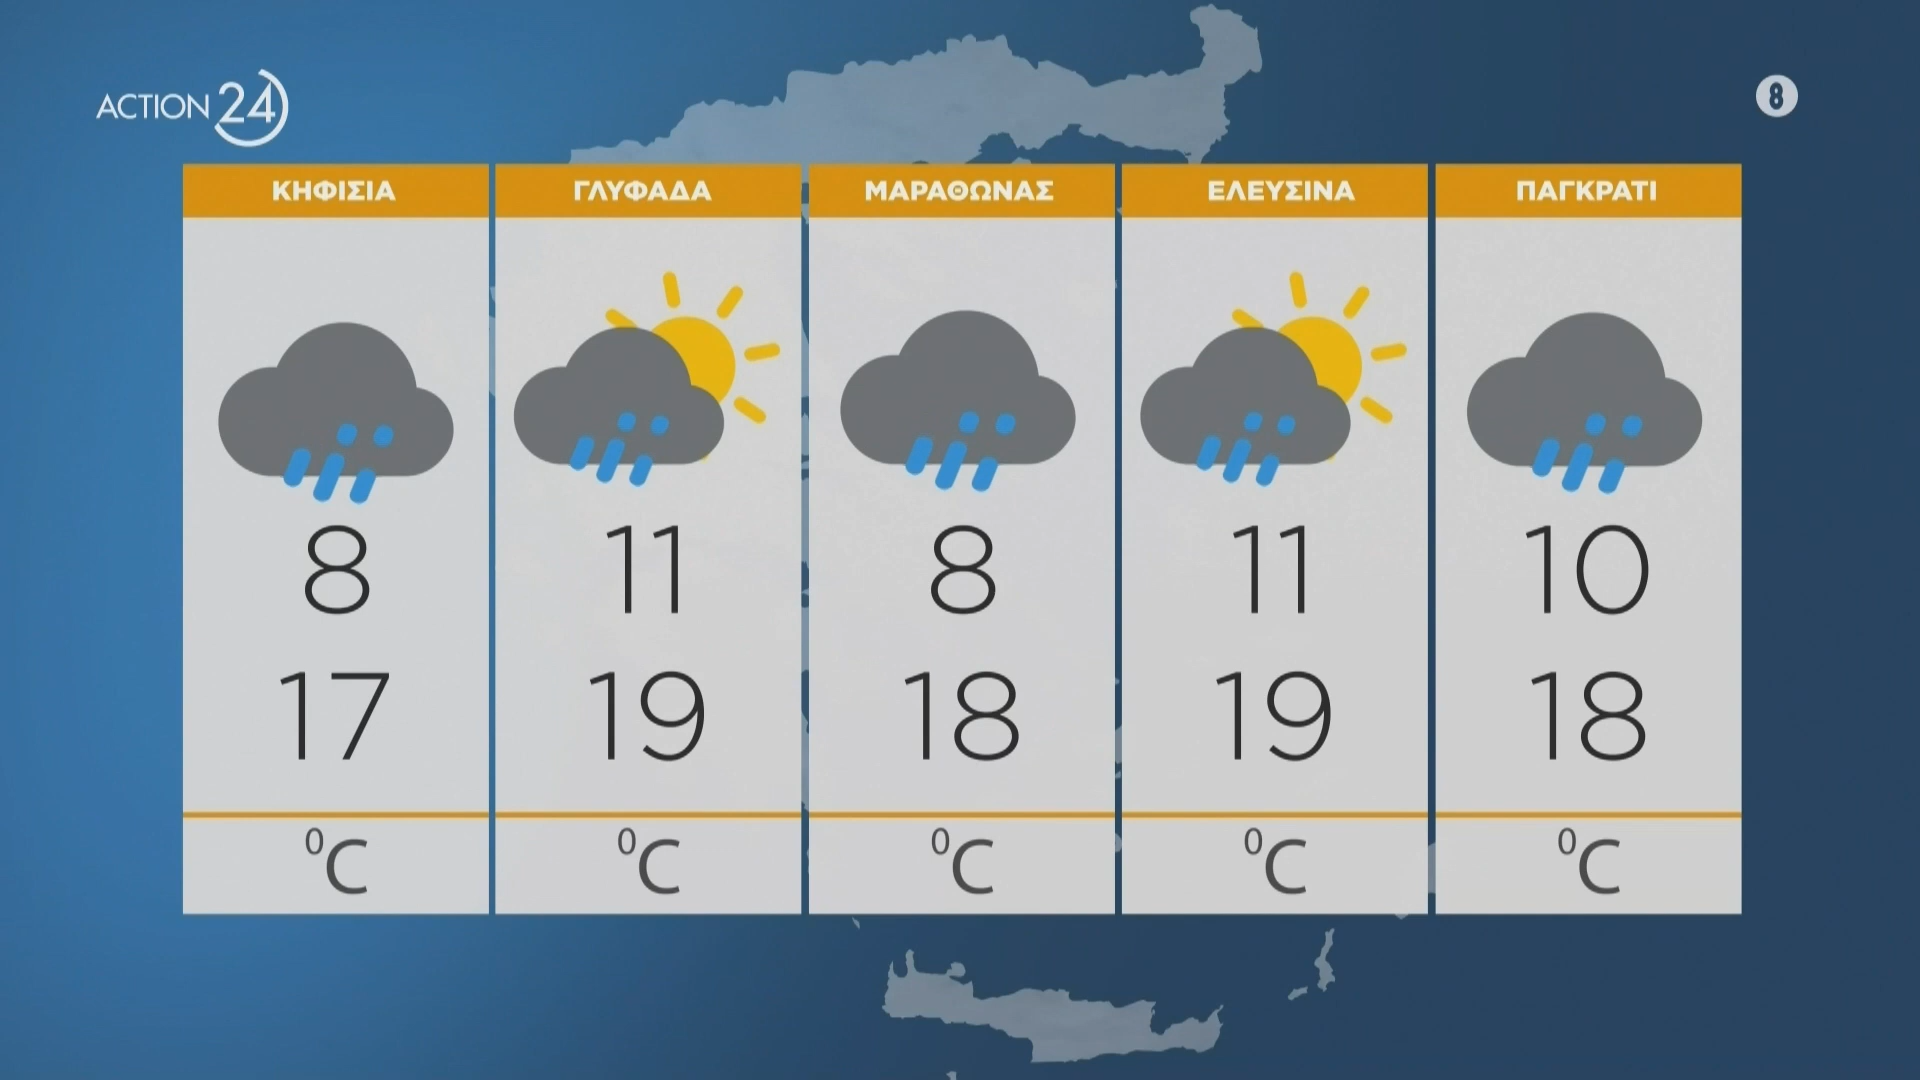 ACTION 24
8
ΚΗΦΙΣΙΑ
ΓΛΥΦΑΔΑ
ΜΑΡΑΘΩΝΑΣ
ΕΛΕΥΣΙΝΑ
ΠΑΓΚΡΑΤΙ
8
11
8
11
10
17
19
18
19
18
⁰C
⁰C
⁰C
⁰C
⁰C